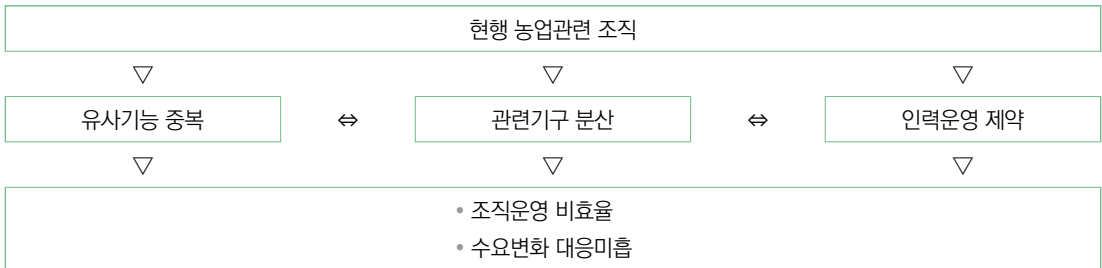 현행 농업관련 조직
▽ ▽ ▽
유사기능 중복 ⇔ 관련기구 분산 ⇔ 인력운영 제약
▽ ▽ ▽
• 조직운영 비효율
• 수요변화 대응미흡